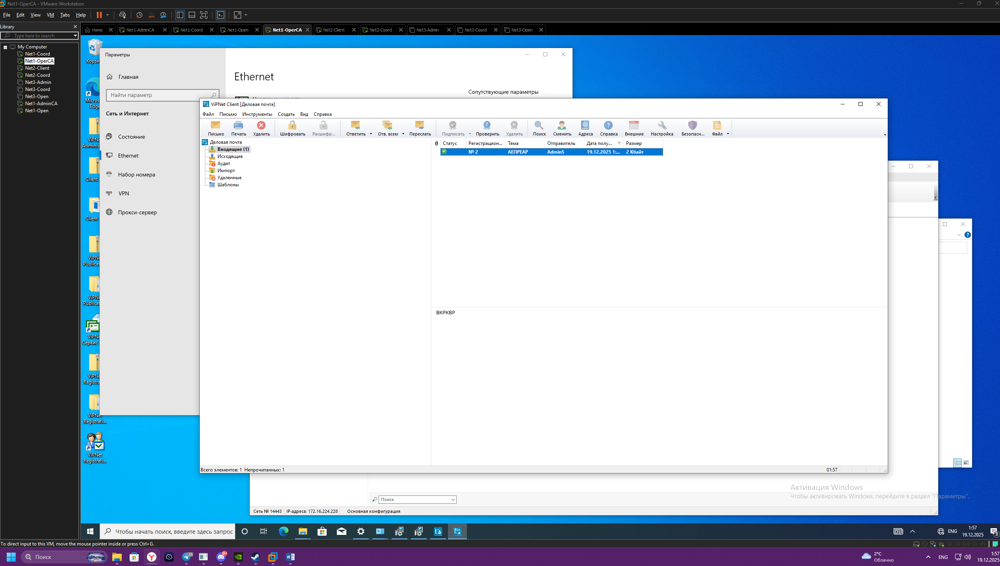 Net1-OperCA - VMware Workstation
File Edit View VM Tabs Help
Library
Type here to search
My Computer
Net1-Coord
Net1-OperCA
Net2-Client
Net2-Coord
Net3-Admin
Net3-Coord
Net3-Open
Net1-AdminCA
Net1-Open
Home Net1-AdminCA Net1-Coord Net1-Open Net1-OperCA Net2-Client Net2-Coord Net3-Admin Net3-Coord Net3-Open
Корзи
Micros
Edge
ViPNe
Adminis
Client
Client
ViPNe
Publicat
ViPNe
Publicat
ViPNe
Сервис
ViPNe
Registra
ViPNet
Registrati...
ViPNet
Registrati...
Параметры
Главная
Найти параметр
Сеть и Интернет
Состояние
Ethernet
Набор номера
VPN
Прокси-сервер
Ethernet
Сопутствующие параметры
ViPNet Client [Деловая почта]
Файл Письмо Инструменты Создать Вид Справка
Письмо Печать Удалить Шифровать Расшифр... Ответить Отв. всем Переслать Подписать Проверить Удалить Поиск Сменить Адреса Справка Внешние Настройка Безопасн... Файл
Деловая почта
Входящие (1)
Исходящие
Аудит
Импорт
Удаленные
Шаблоны
Статус Регистрацион... Тема Отправитель Дата полу... Размер
№ 2 АЕПРЕАР AdminS 19.12.2025 1:... 2 Кбайт
ВКРКВР
Всего элементов: 1 Непрочитанных: 1
01:57
Поиск
Сеть № 14443 IP-адреса: 172.16.224.228 Основная конфигурация
Активация Windows
Чтобы активировать Windows, перейдите в раздел "Параметры".
Чтобы начать поиск, введите здесь запрос
ENG
1:57
19.12.2025
3
To direct input to this VM, move the mouse pointer inside or press Ctrl+G.
Поиск
55
9+
2°C
Облачно
ENG
1:57
19.12.2025